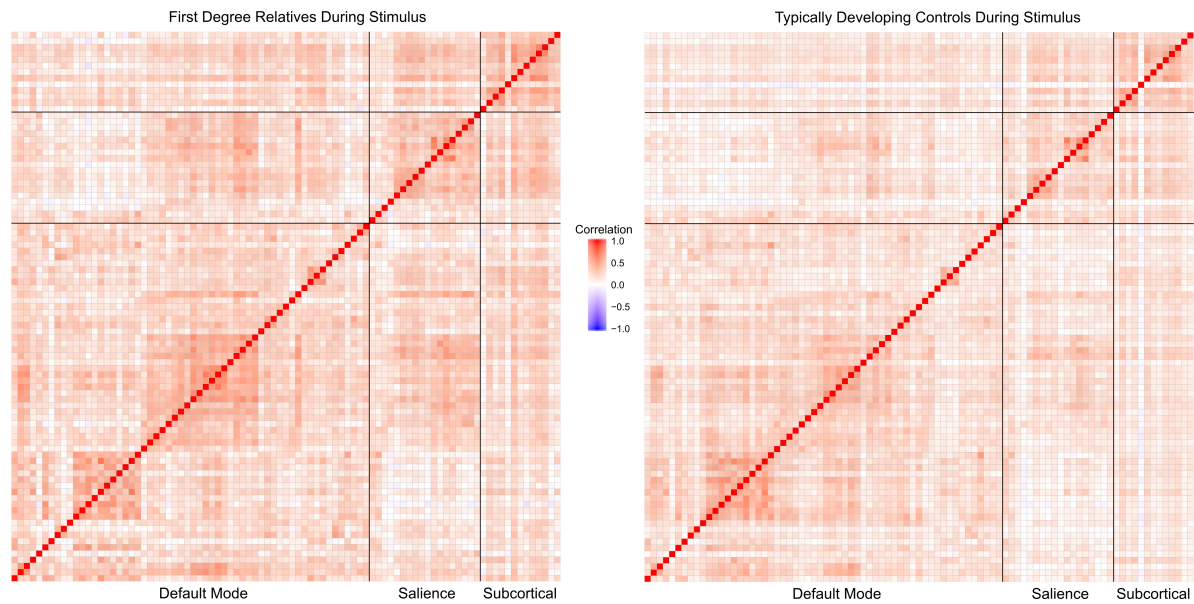 First Degree Relatives During Stimulus
Typically Developing Controls During Stimulus
Correlation
1.0
0.5
0.0
−0.5
−1.0
Default Mode
Salience
Subcortical
Default Mode
Salience
Subcortical